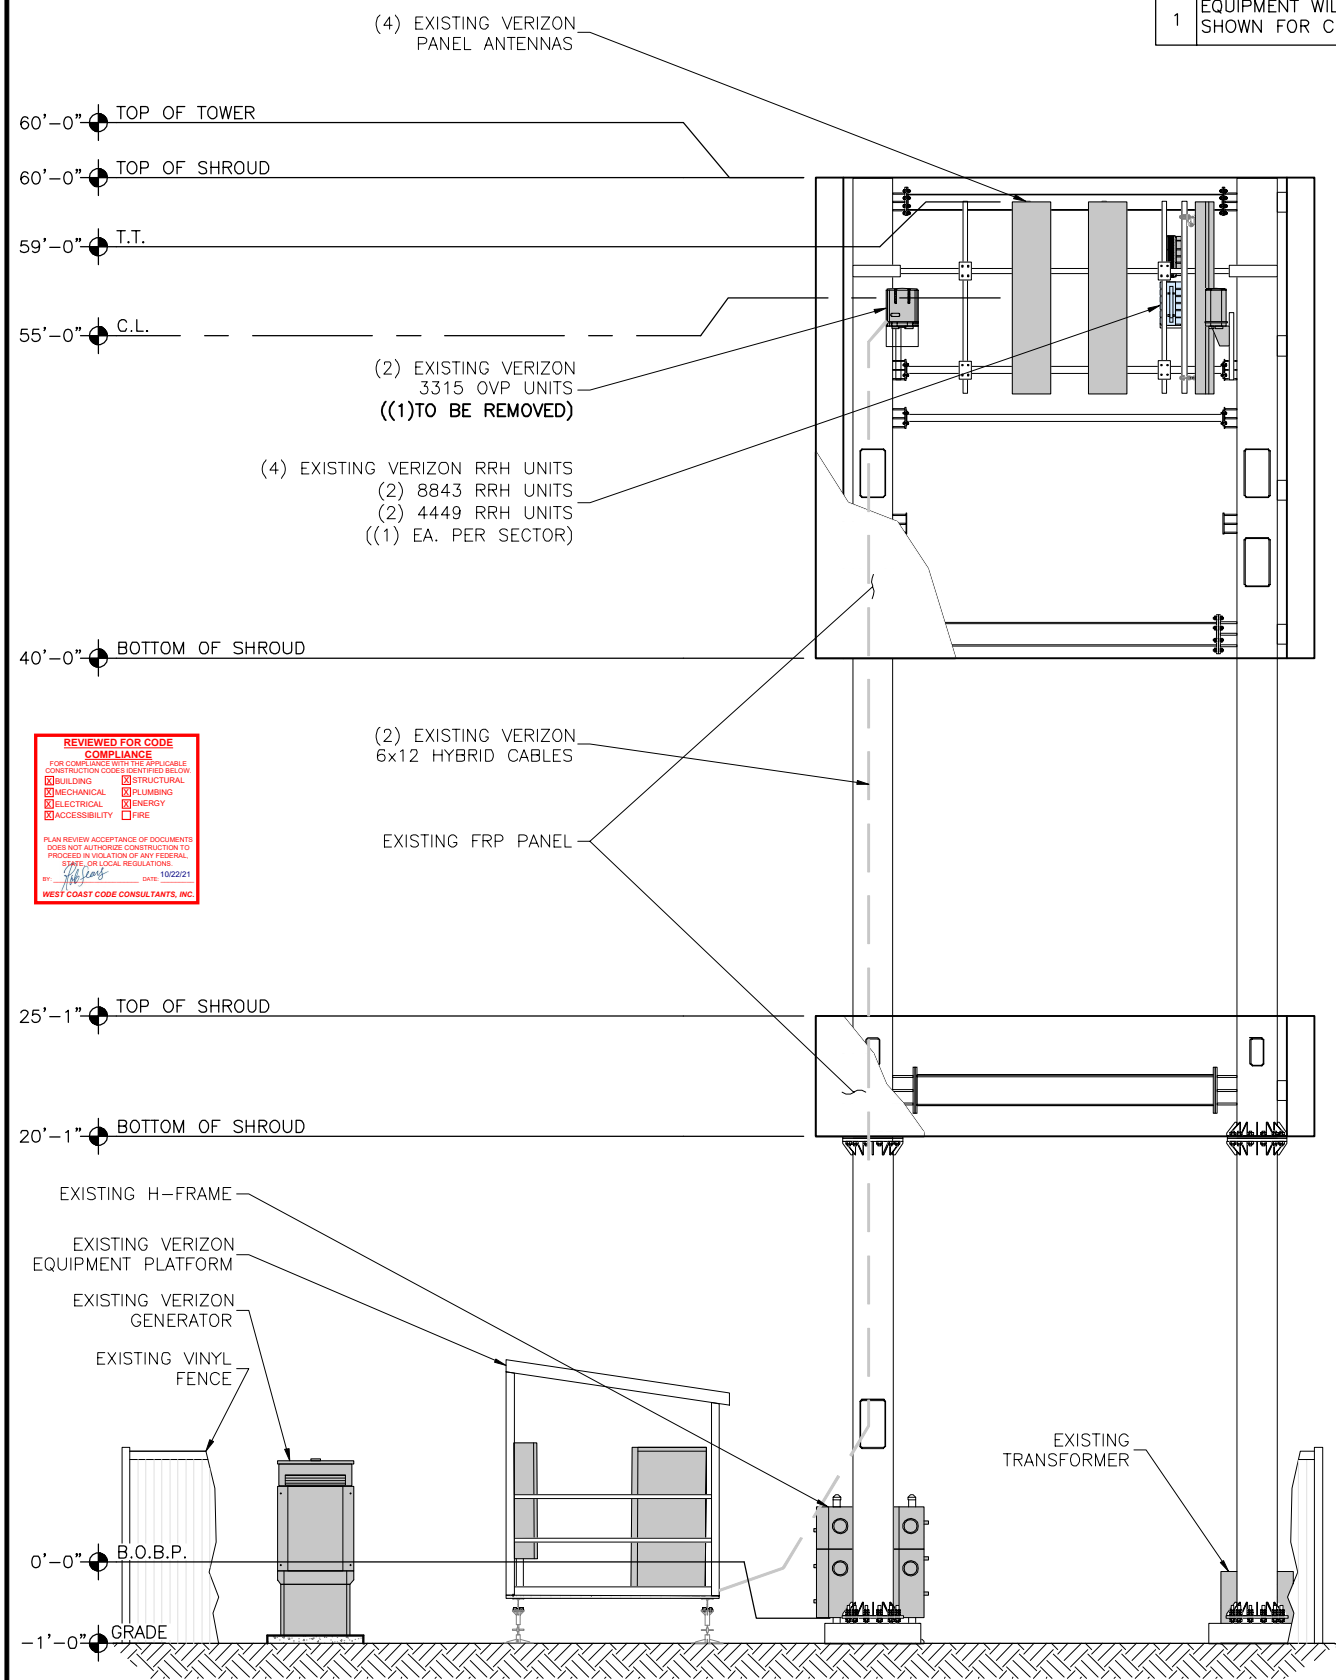 1
EQUIPMENT WIL
SHOWN FOR C
(4) EXISTING VERIZON
PANEL ANTENNAS
60'-0" TOP OF TOWER
60'-0" TOP OF SHROUD
59'-0" T.T.
55'-0" C.L.
(2) EXISTING VERIZON
3315 OVP UNITS
((1)TO BE REMOVED)
(4) EXISTING VERIZON RRH UNITS
(2) 8843 RRH UNITS
(2) 4449 RRH UNITS
((1) EA. PER SECTOR)
40'-0" BOTTOM OF SHROUD
(2) EXISTING VERIZON
6x12 HYBRID CABLES
REVIEWED FOR CODE
COMPLIANCE
FOR COMPLIANCE WITH THE APPLICABLE
CONSTRUCTION CODES IDENTIFIED BELOW.
X BUILDING X STRUCTURAL
X MECHANICAL X PLUMBING
X ELECTRICAL X ENERGY
X ACCESSIBILITY FIRE
PLAN REVIEW ACCEPTANCE OF DOCUMENTS
DOES NOT AUTHORIZE CONSTRUCTION TO
PROCEED IN VIOLATION OF ANY FEDERAL,
STATE, OR LOCAL REGULATIONS.
BY: DATE: 10/22/21
WEST COAST CODE CONSULTANTS, INC.
EXISTING FRP PANEL
25'-1" TOP OF SHROUD
20'-1" BOTTOM OF SHROUD
EXISTING H-FRAME
EXISTING VERIZON
EQUIPMENT PLATFORM
EXISTING VERIZON
GENERATOR
EXISTING VINYL
FENCE
EXISTING
TRANSFORMER
0'-0" B.O.B.P.
-1'-0" GRADE